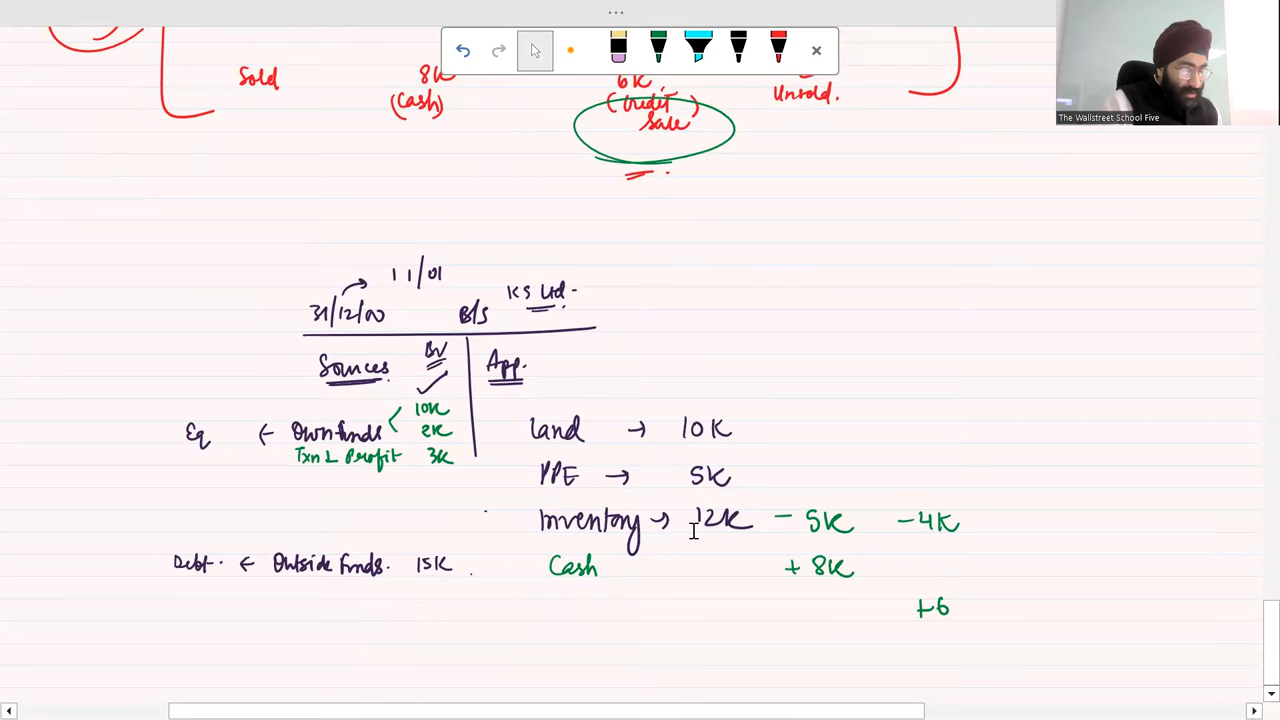 The Wallstreet School Five
Sold 8K 6K
(Cash) (Credit Unsold.
Sale)
1 1/01
31/12/00 B/S KS Ltd.
Sources BV App.
10K
Eq ← Own funds 2K Land → 10K
Txn 1 Profit 3K
PPE → 5K
Inventory → 12K - 5K - 4K
Debt. ← Outside funds. 15K Cash + 8K
+6